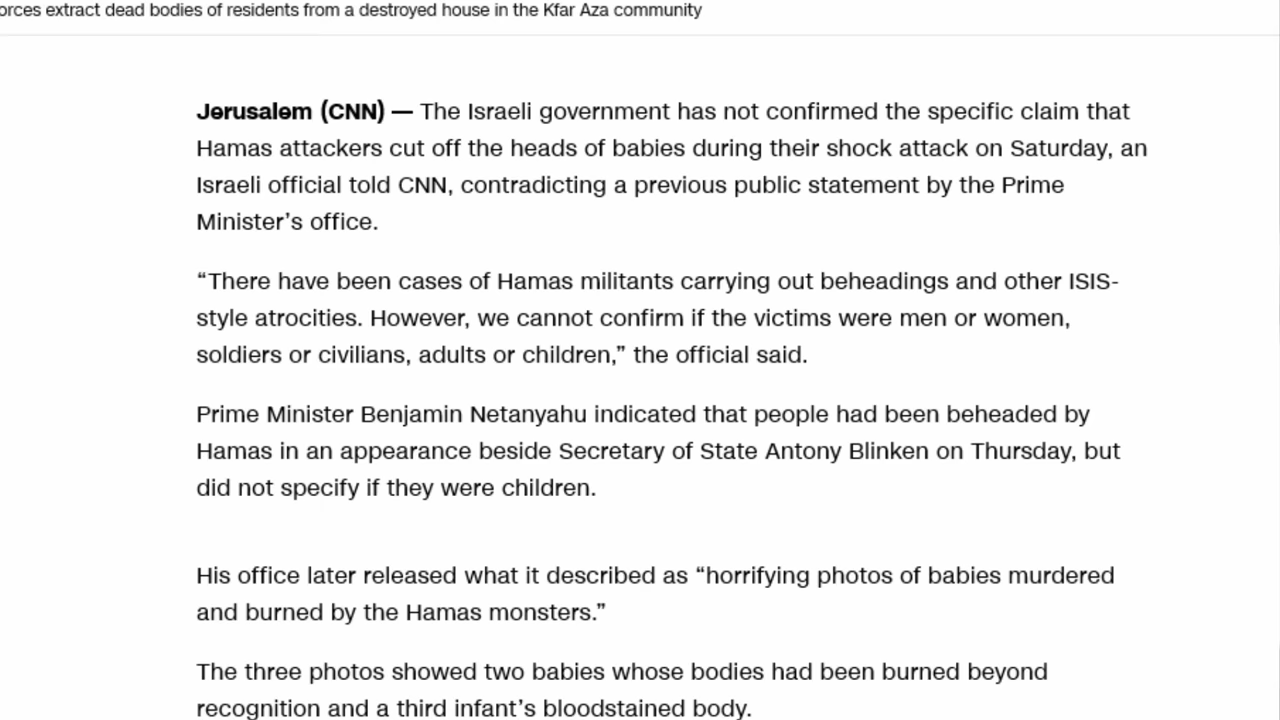 orces extract dead bodies of residents from a destroyed house in the Kfar Aza community
Jerusalem (CNN) — The Israeli government has not confirmed the specific claim that
Hamas attackers cut off the heads of babies during their shock attack on Saturday, an
Israeli official told CNN, contradicting a previous public statement by the Prime
Minister’s office.
“There have been cases of Hamas militants carrying out beheadings and other ISIS-
style atrocities. However, we cannot confirm if the victims were men or women,
soldiers or civilians, adults or children,” the official said.
Prime Minister Benjamin Netanyahu indicated that people had been beheaded by
Hamas in an appearance beside Secretary of State Antony Blinken on Thursday, but
did not specify if they were children.
His office later released what it described as “horrifying photos of babies murdered
and burned by the Hamas monsters.”
The three photos showed two babies whose bodies had been burned beyond
recognition and a third infant’s bloodstained body.